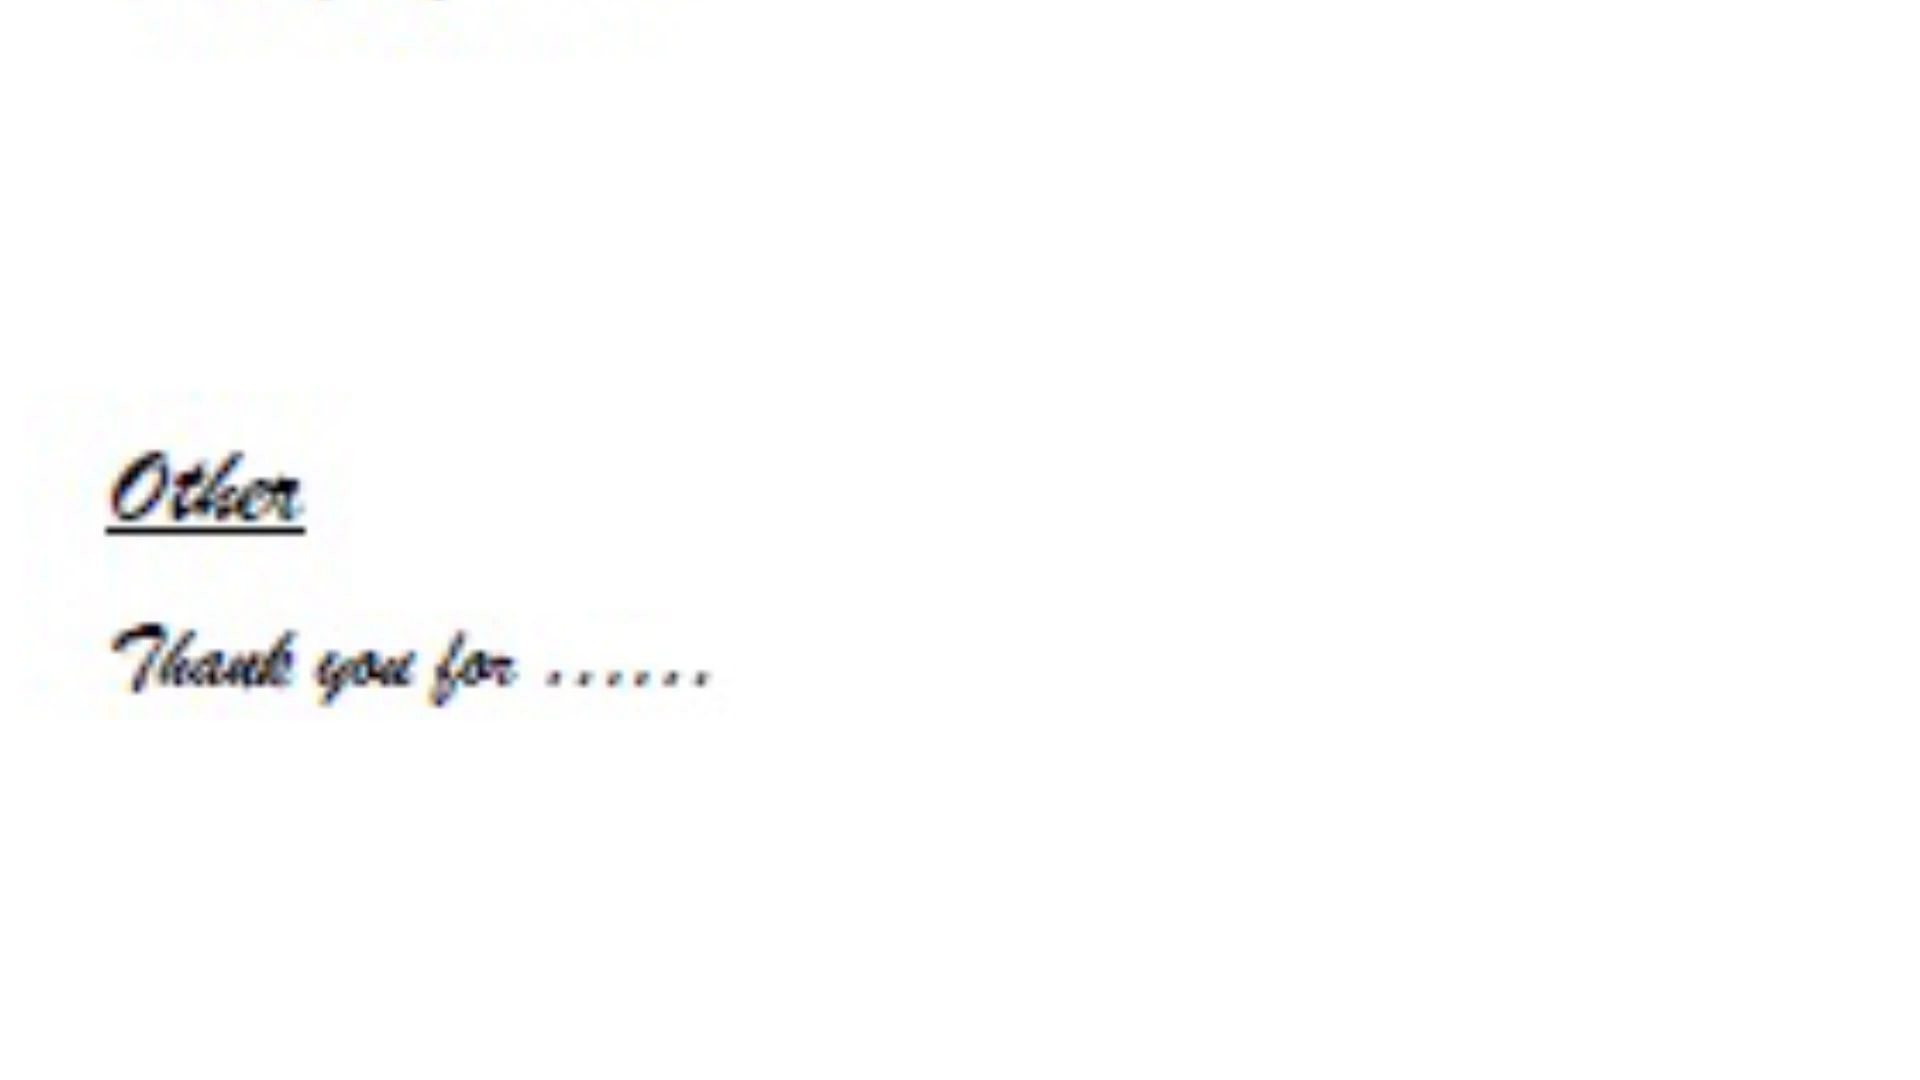 Other
Thank you for ......